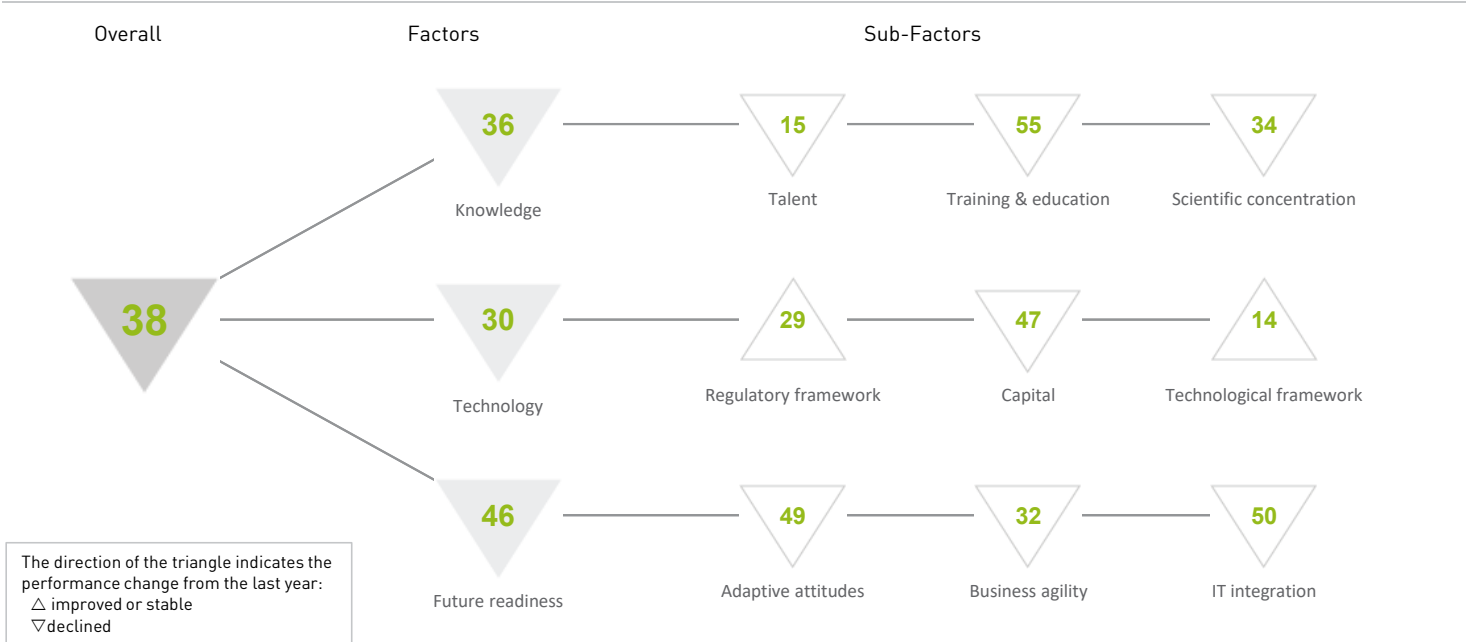 Overall Factors Sub-Factors
36 15 55 34
Knowledge Talent Training & education Scientific concentration
38 30 29 47 14
Technology Regulatory framework Capital Technological framework
46 49 32 50
Future readiness Adaptive attitudes Business agility IT integration
The direction of the triangle indicates the
performance change from the last year:
△ improved or stable
▽declined